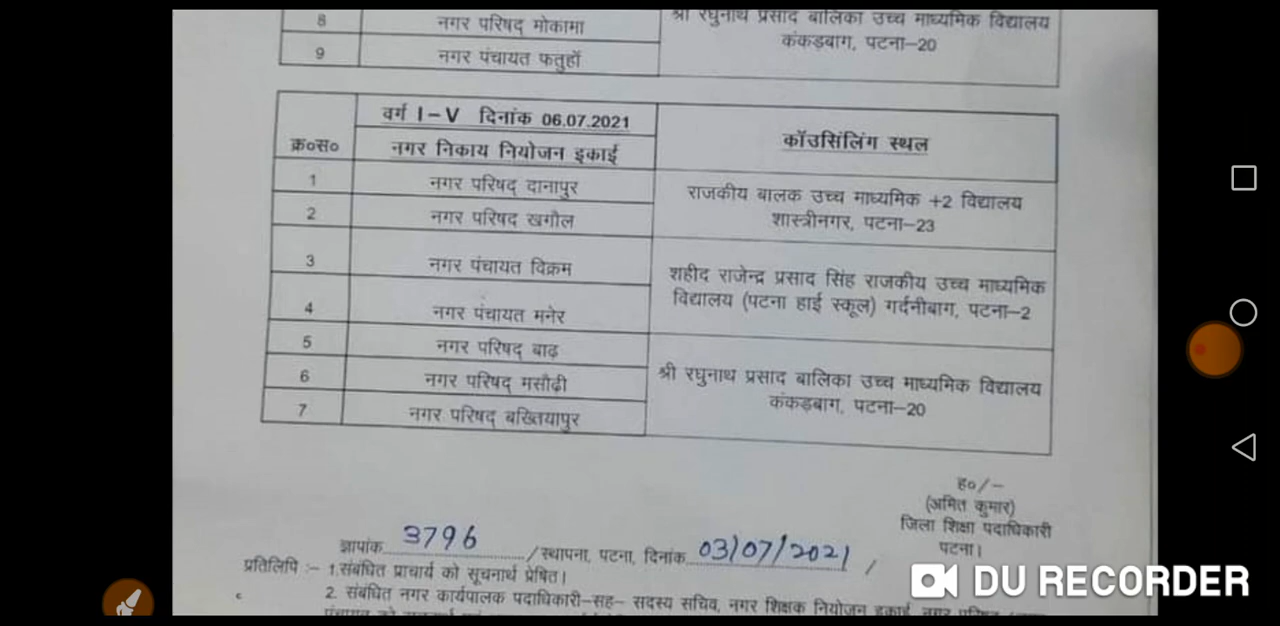 8
नगर परिषद् मोकामा
श्री रघुनाथ प्रसाद बालिका उच्च माध्यमिक विद्यालय
कंकड़बाग, पटना–20
9
नगर पंचायत फतुहाँ
क्र०स०
वर्ग I – V दिनांक 06.07.2021
नगर निकाय नियोजन इकाई
कॉउसिंलिंग स्थल
1
नगर परिषद् दानापुर
राजकीय बालक उच्च माध्यमिक +2 विद्यालय
शास्त्रीनगर, पटना–23
2
नगर परिषद् खगौल
3
नगर पंचायत विक्रम
शहीद राजेन्द्र प्रसाद सिंह राजकीय उच्च माध्यमिक
विद्यालय (पटना हाई स्कूल) गर्दनीबाग, पटना–2
4
नगर पंचायत मनेर
5
नगर परिषद् बाढ़
श्री रघुनाथ प्रसाद बालिका उच्च माध्यमिक विद्यालय
कंकड़बाग, पटना–20
6
नगर परिषद् मसौढ़ी
7
नगर परिषद् बख्तियापुर
ह०/–
(अमित कुमार)
जिला शिक्षा पदाधिकारी
पटना।
ज्ञापांक 3796 /स्थापना, पटना, दिनांक 03/07/2021 /
प्रतिलिपि :– 1.संबंधित प्राचार्य को सूचनार्थ प्रेषित।
2. संबंधित नगर कार्यपालक पदाधिकारी–सह– सदस्य सचिव, नगर शिक्षक नियोजन इकाई, नगर परिषद्
DU RECORDER